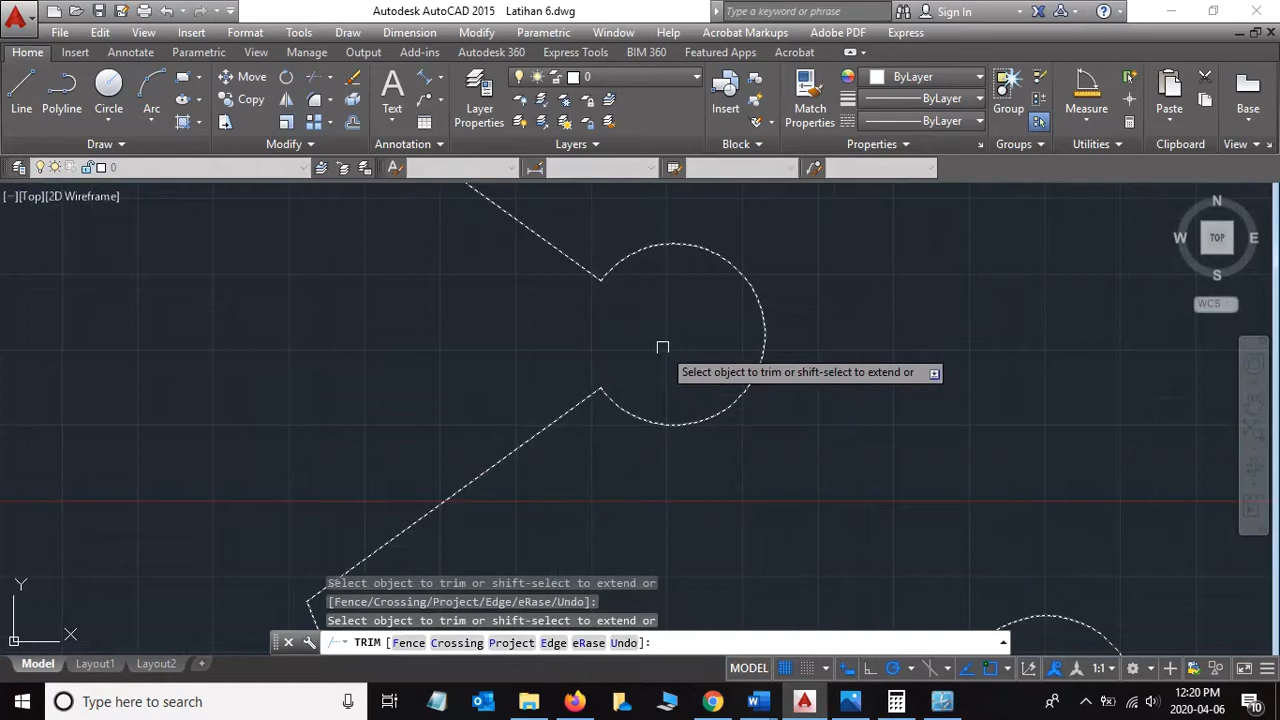 Autodesk AutoCAD 2015 Latihan 6.dwg
Type a keyword or phrase
Sign In
File Edit View Insert Format Tools Draw Dimension Modify Parametric Window Help Acrobat Markups Adobe PDF Express
Home Insert Annotate Parametric View Manage Output Add-ins Autodesk 360 Express Tools BIM 360 Featured Apps Acrobat
Line Polyline Circle Arc
Move
Copy
Text
Layer
Properties
0
Insert
Match
Properties
ByLayer
ByLayer
ByLayer
Group
Measure
Paste
Base
Draw Modify Annotation Layers Block Properties Groups Utilities Clipboard View
0
[−][Top][2D Wireframe]
N
W TOP E
S
WCS
Select object to trim or shift-select to extend or
Y
X
Select object to trim or shift-select to extend or
[Fence/Crossing/Project/Edge/eRase/Undo]:
Select object to trim or shift-select to extend or
TRIM [Fence Crossing Project Edge eRase Undo]:
Model Layout1 Layout2 +
MODEL 1:1
Type here to search
12:20 PM
2020-04-06
10